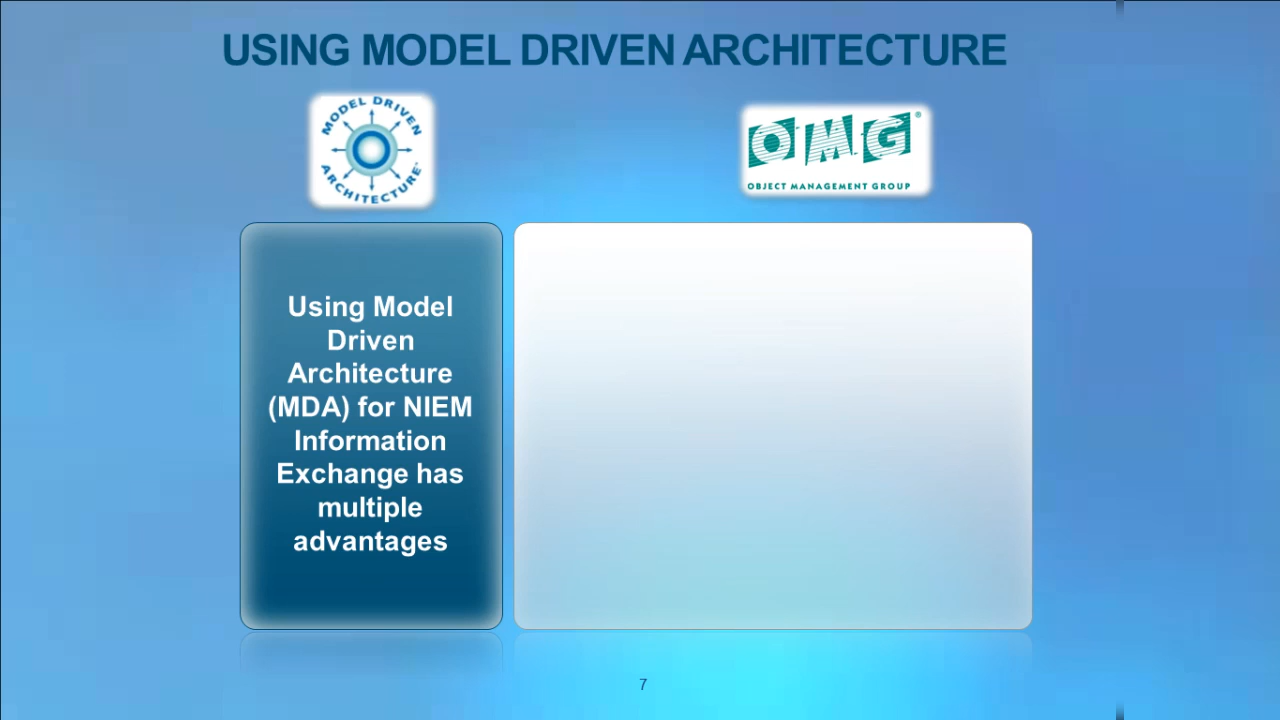 USING MODEL DRIVEN ARCHITECTURE
MODEL DRIVEN
ARCHITECTURE
OMG®
OBJECT MANAGEMENT GROUP
Using Model
Driven
Architecture
(MDA) for NIEM
Information
Exchange has
multiple
advantages
7